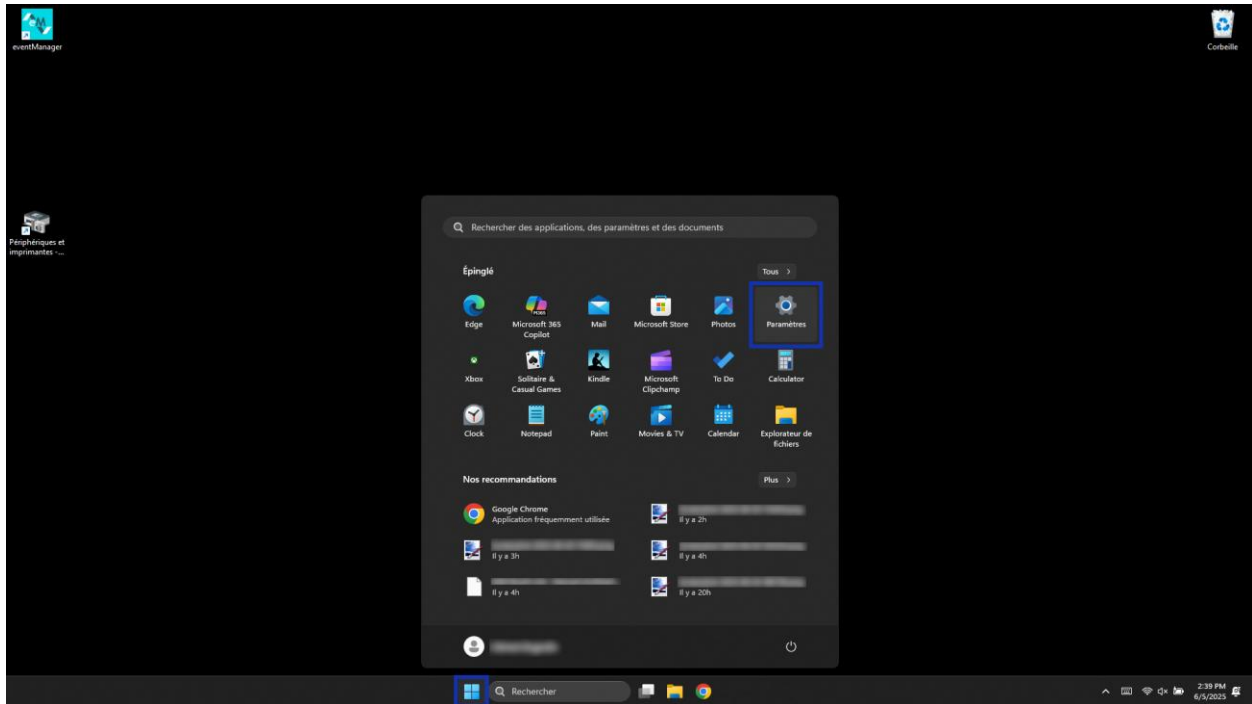 eventManager
Corbeille
Périphériques et
imprimantes -...
Rechercher des applications, des paramètres et des documents
Épinglé
Tous
Edge
Microsoft 365
Copilot
Mail
Microsoft Store
Photos
Paramètres
Xbox
Solitaire &
Casual Games
Kindle
Microsoft
Clipchamp
To Do
Calculator
Clock
Notepad
Paint
Movies & TV
Calendar
Explorateur de
fichiers
Nos recommandations
Plus
Google Chrome
Application fréquemment utilisée
Il y a 2h
Il y a 3h
Il y a 4h
Il y a 4h
Il y a 20h
Rechercher
2:39 PM
6/5/2025